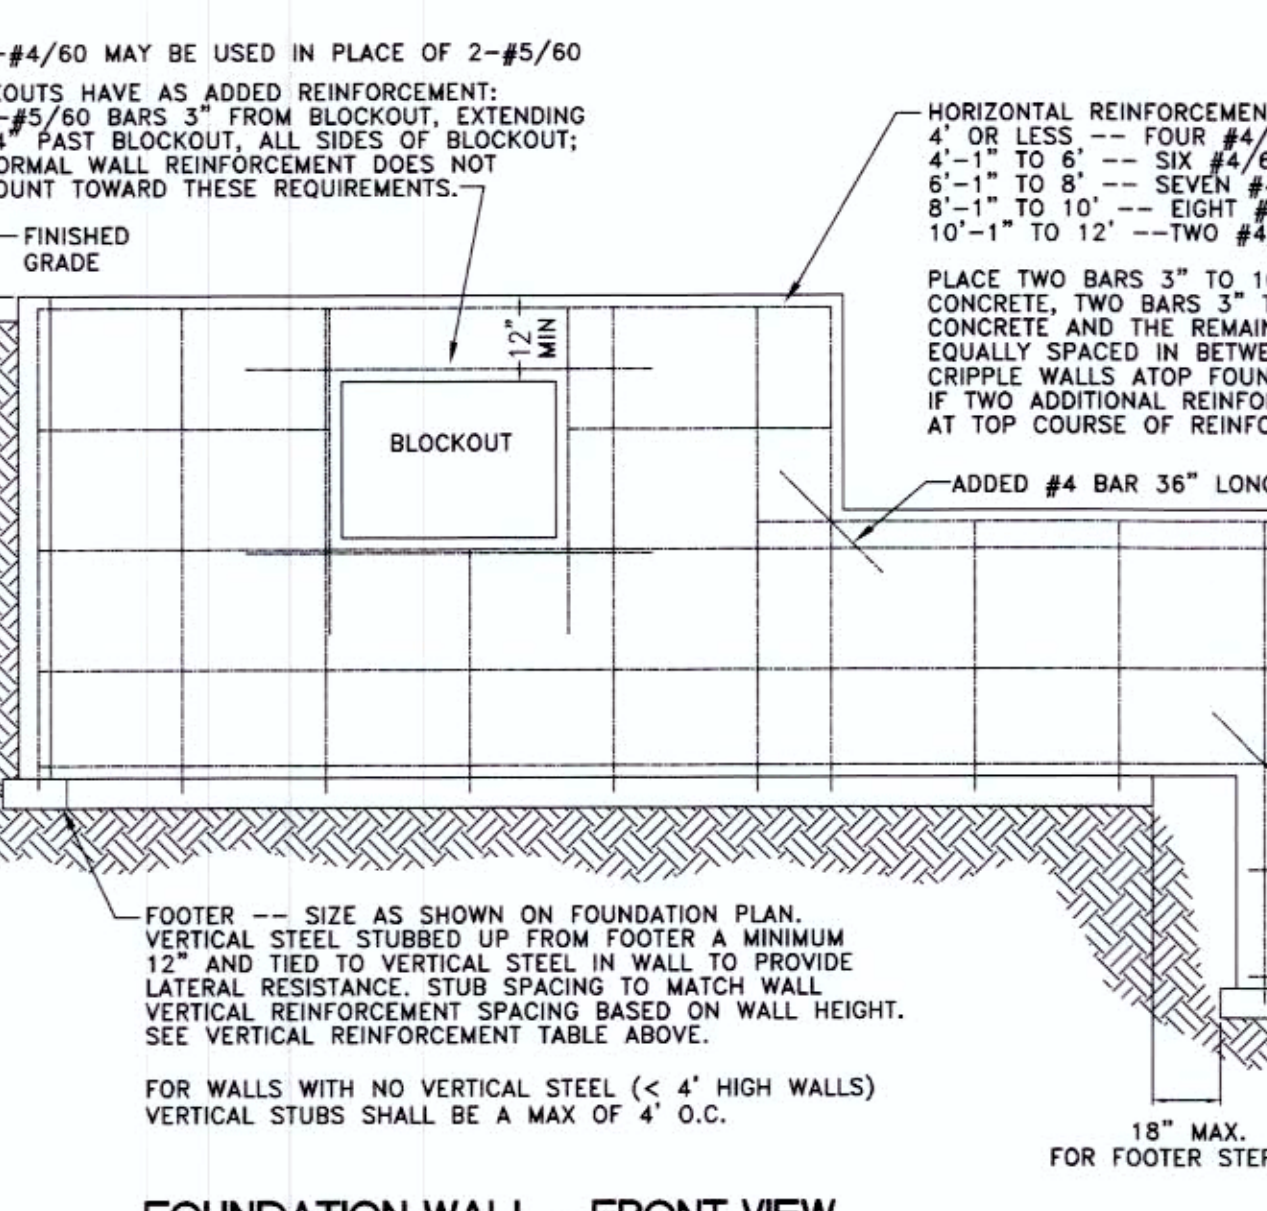 -#4/60 MAY BE USED IN PLACE OF 2-#5/60
OUTS HAVE AS ADDED REINFORCEMENT:
-#5/60 BARS 3" FROM BLOCKOUT, EXTENDING
4" PAST BLOCKOUT, ALL SIDES OF BLOCKOUT;
ORMAL WALL REINFORCEMENT DOES NOT
OUNT TOWARD THESE REQUIREMENTS.
FINISHED
GRADE
HORIZONTAL REINFORCEMEN
4' OR LESS -- FOUR #4/
4'-1" TO 6' -- SIX #4/6
6'-1" TO 8' -- SEVEN #4
8'-1" TO 10' -- EIGHT #
10'-1" TO 12' --TWO #4
PLACE TWO BARS 3" TO 1
CONCRETE, TWO BARS 3" T
CONCRETE AND THE REMAIN
EQUALLY SPACED IN BETWE
CRIPPLE WALLS ATOP FOUN
IF TWO ADDITIONAL REINFO
AT TOP COURSE OF REINFO
12"
MIN
BLOCKOUT
ADDED #4 BAR 36" LONG
FOOTER -- SIZE AS SHOWN ON FOUNDATION PLAN.
VERTICAL STEEL STUBBED UP FROM FOOTER A MINIMUM
12" AND TIED TO VERTICAL STEEL IN WALL TO PROVIDE
LATERAL RESISTANCE. STUB SPACING TO MATCH WALL
VERTICAL REINFORCEMENT SPACING BASED ON WALL HEIGHT.
SEE VERTICAL REINFORCEMENT TABLE ABOVE.
FOR WALLS WITH NO VERTICAL STEEL (< 4' HIGH WALLS)
VERTICAL STUBS SHALL BE A MAX OF 4' O.C.
18" MAX.
FOR FOOTER STEP
FOUNDATION WALL - FRONT VIEW